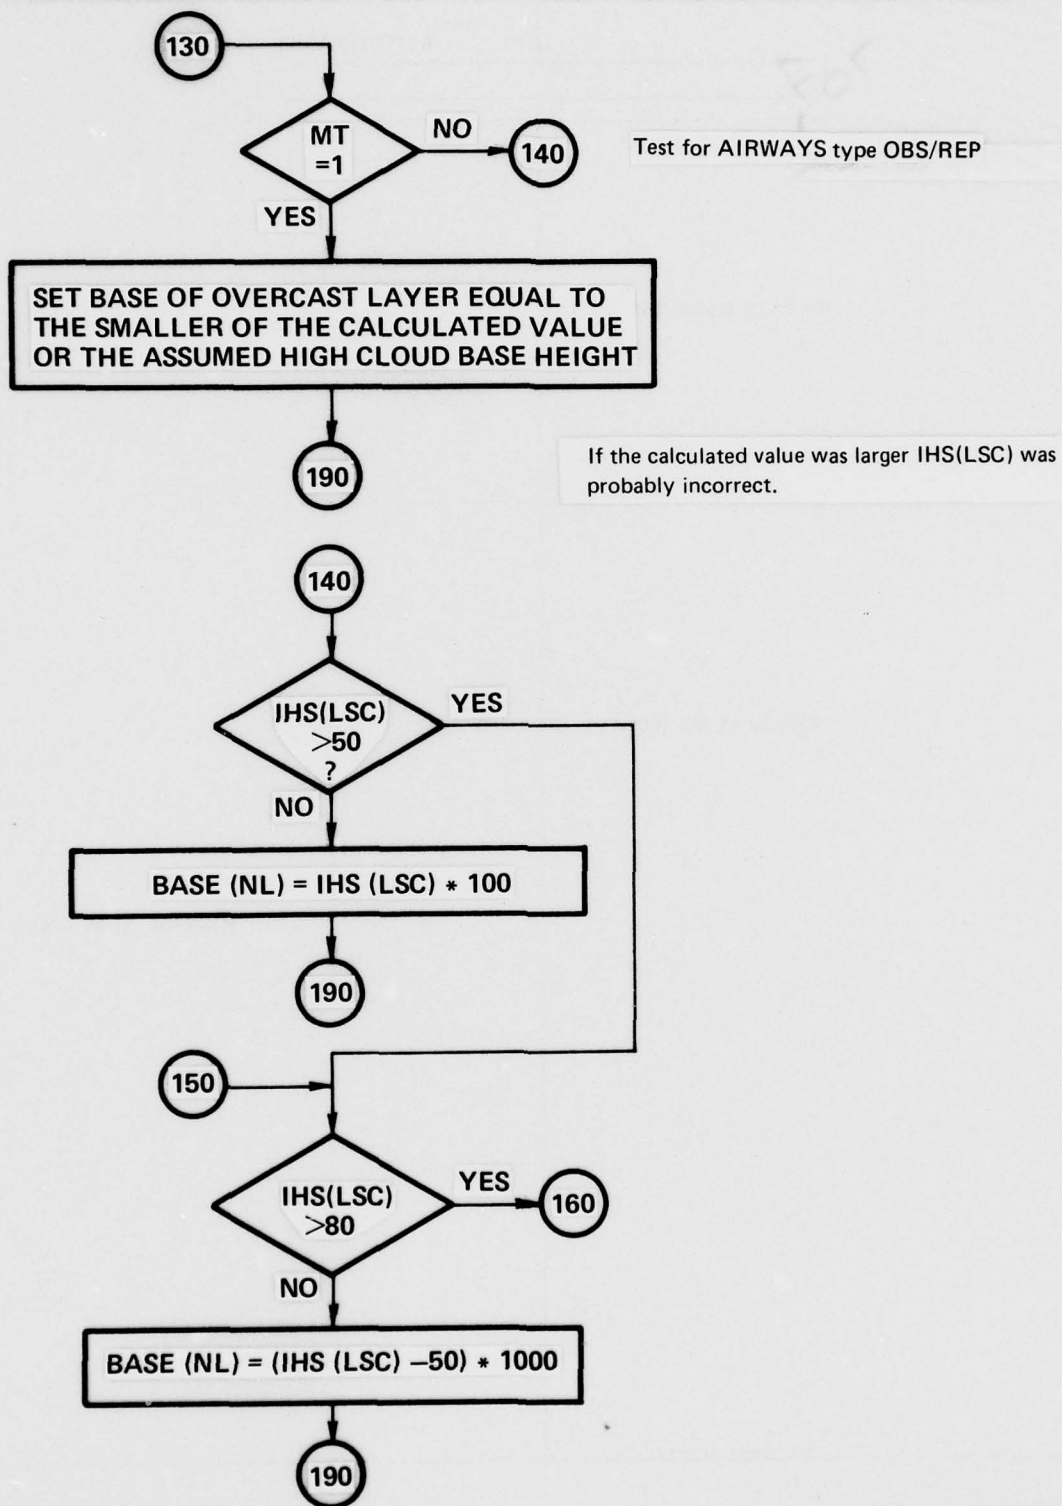 130
MT
=1
NO
140
Test for AIRWAYS type OBS/REP
YES
SET BASE OF OVERCAST LAYER EQUAL TO
THE SMALLER OF THE CALCULATED VALUE
OR THE ASSUMED HIGH CLOUD BASE HEIGHT
190
If the calculated value was larger IHS(LSC) was
probably incorrect.
140
IHS(LSC)
>50
?
YES
NO
BASE (NL) = IHS (LSC) * 100
190
150
IHS(LSC)
>80
YES
160
NO
BASE (NL) = (IHS (LSC) −50) * 1000
190